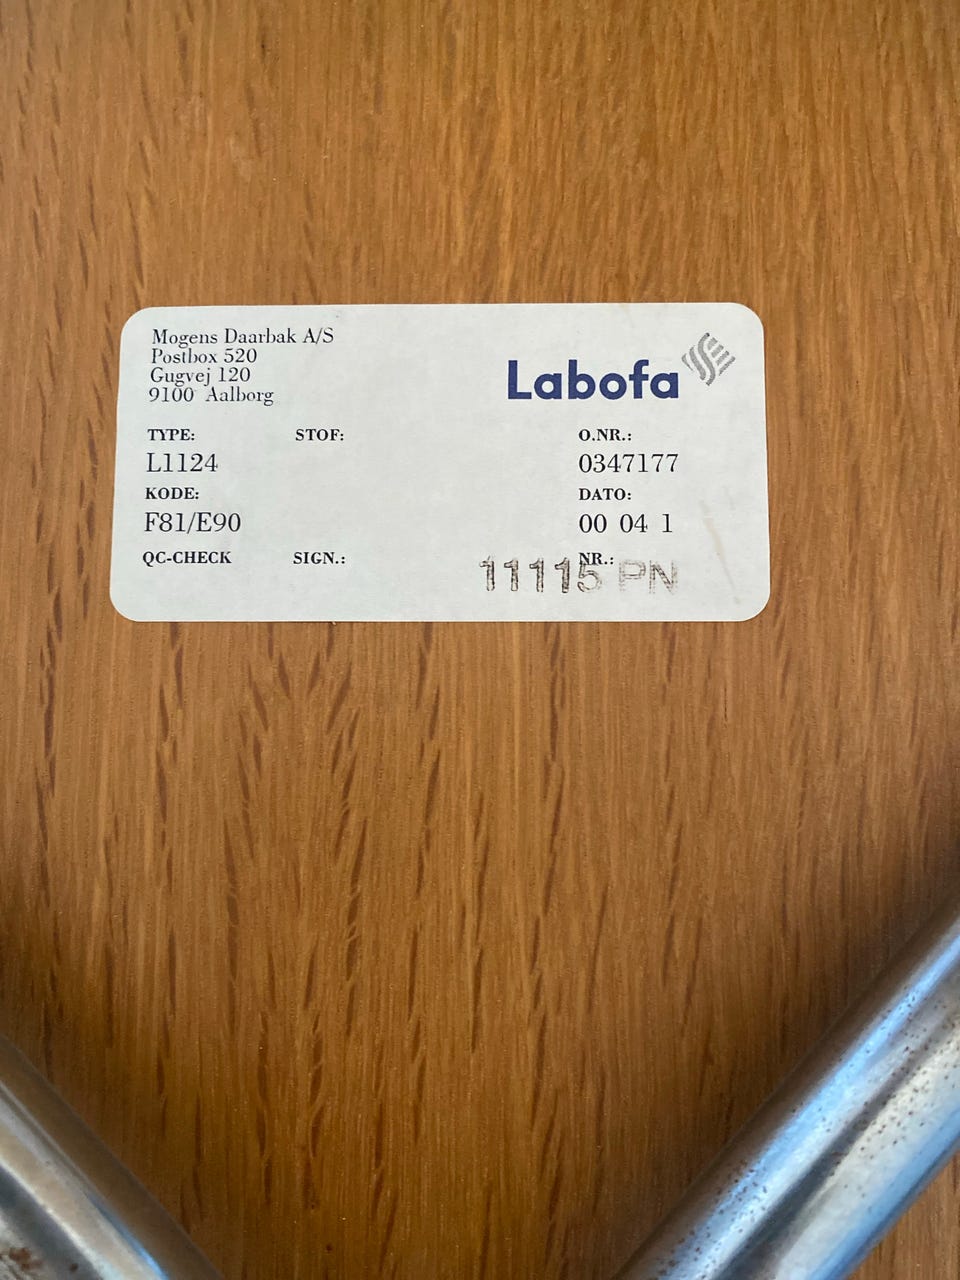 Mogens Daarbak A/S
Postbox 520
Gugvej 120
9100 Aalborg
Labofa
TYPE: STOF: O.NR.:
L1124 0347177
KODE: DATO:
F81/E90 00 04 1
QC-CHECK SIGN.: NR.:
11115 PN